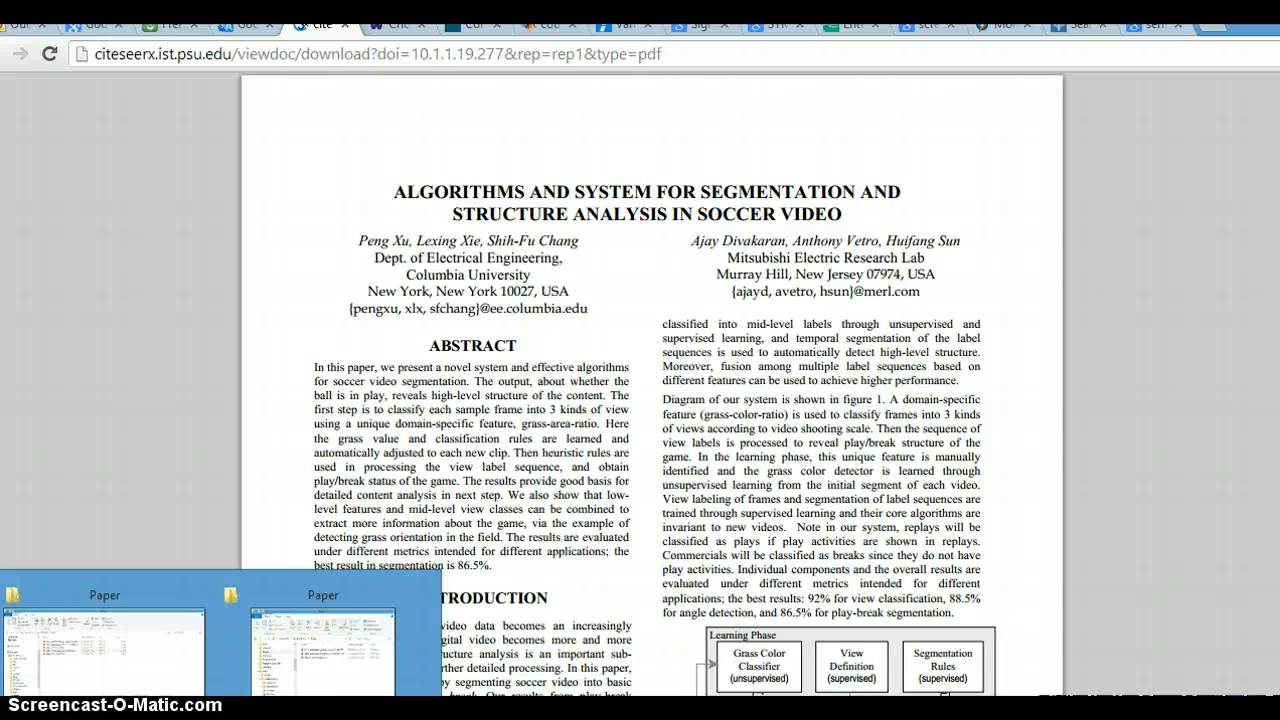 citeseerx.ist.psu.edu/viewdoc/download?doi=10.1.1.19.277&rep=rep1&type=pdf
ALGORITHMS AND SYSTEM FOR SEGMENTATION AND
STRUCTURE ANALYSIS IN SOCCER VIDEO
Peng Xu, Lexing Xie, Shih-Fu Chang
Dept. of Electrical Engineering,
Columbia University
New York, New York 10027, USA
{pengxu, xlx, sfchang}@ee.columbia.edu
Ajay Divakaran, Anthony Vetro, Huifang Sun
Mitsubishi Electric Research Lab
Murray Hill, New Jersey 07974, USA
{ajayd, avetro, hsun}@merl.com
ABSTRACT
In this paper, we present a novel system and effective algorithms
for soccer video segmentation. The output, about whether the
ball is in play, reveals high-level structure of the content. The
first step is to classify each sample frame into 3 kinds of view
using a unique domain-specific feature, grass-area-ratio. Here
the grass value and classification rules are learned and
automatically adjusted to each new clip. Then heuristic rules are
used in processing the view label sequence, and obtain
play/break status of the game. The results provide good basis for
detailed content analysis in next step. We also show that low-
level features and mid-level view classes can be combined to
extract more information about the game, via the example of
detecting grass orientation in the field. The results are evaluated
under different metrics intended for different applications; the
best result in segmentation is 86.5%.
TRODUCTION
video data becomes an increasingly
gital video becomes more and more
ucture analysis is an important sub-
rther detailed processing. In this paper,
by segmenting soccer video into basic
classified into mid-level labels through unsupervised and
supervised learning, and temporal segmentation of the label
sequences is used to automatically detect high-level structure.
Moreover, fusion among multiple label sequences based on
different features can be used to achieve higher performance.
Diagram of our system is shown in figure 1. A domain-specific
feature (grass-color-ratio) is used to classify frames into 3 kinds
of views according to video shooting scale. Then the sequence of
view labels is processed to reveal play/break structure of the
game. In the learning phase, this unique feature is manually
identified and the grass color detector is learned through
unsupervised learning from the initial segment of each video.
View labeling of frames and segmentation of label sequences are
trained through supervised learning and their core algorithms are
invariant to new videos. Note in our system, replays will be
classified as plays if play activities are shown in replays.
Commercials will be classified as breaks since they do not have
play activities. Individual components and the overall results are
evaluated under different metrics intended for different
applications; the best results: 92% for view classification, 88.5%
for angle detection, and 86.5% for play-break segmentation.
Learning Phase
Grass Color
Classifier
(unsupervised)
View
Definition
(supervised)
Segmentation
Rules
(supervised)
Paper
Paper
Screencast-O-Matic.com